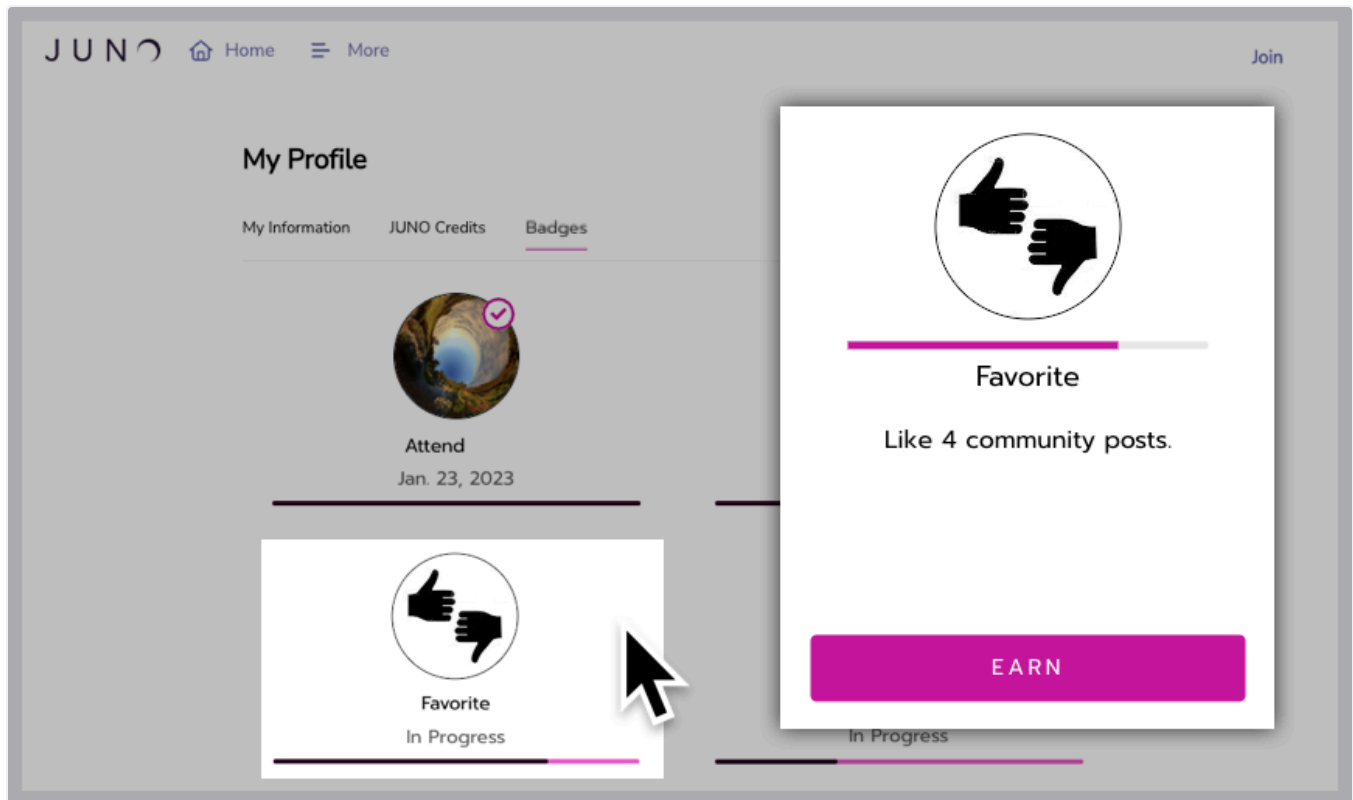 JUNO Home More Join
My Profile
My Information JUNO Credits Badges
Attend
Jan. 23, 2023
Favorite
In Progress
Favorite
Like 4 community posts.
EARN
In Progress